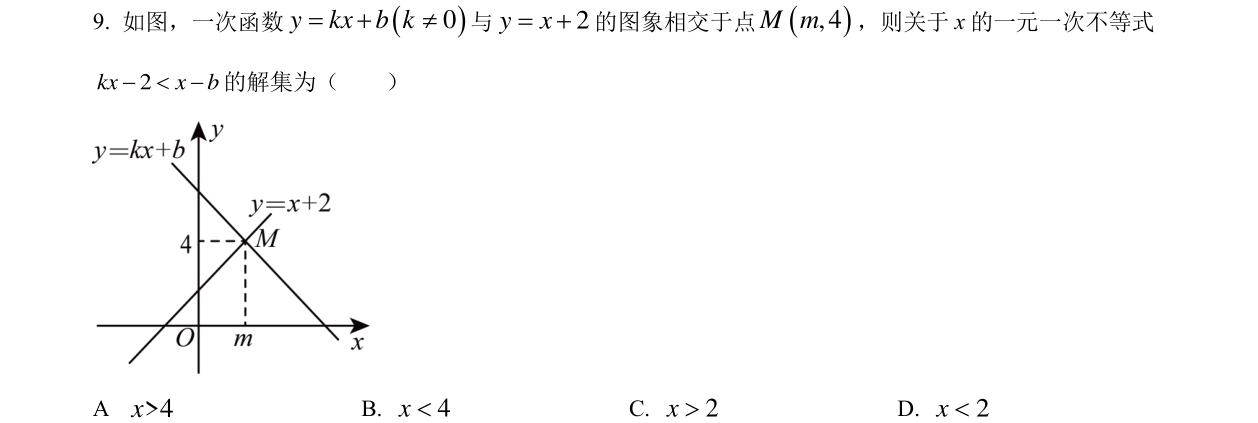 9. 如图，一次函数 y = kx + b (k ≠ 0) 与 y = x + 2 的图象相交于点 M (m, 4)，则关于 x 的一元一次不等式
kx − 2 < x − b 的解集为（　　）
y
y=kx+b
y=x+2
4
M
O
m
x
A x>4 B. x < 4 C. x > 2 D. x < 2